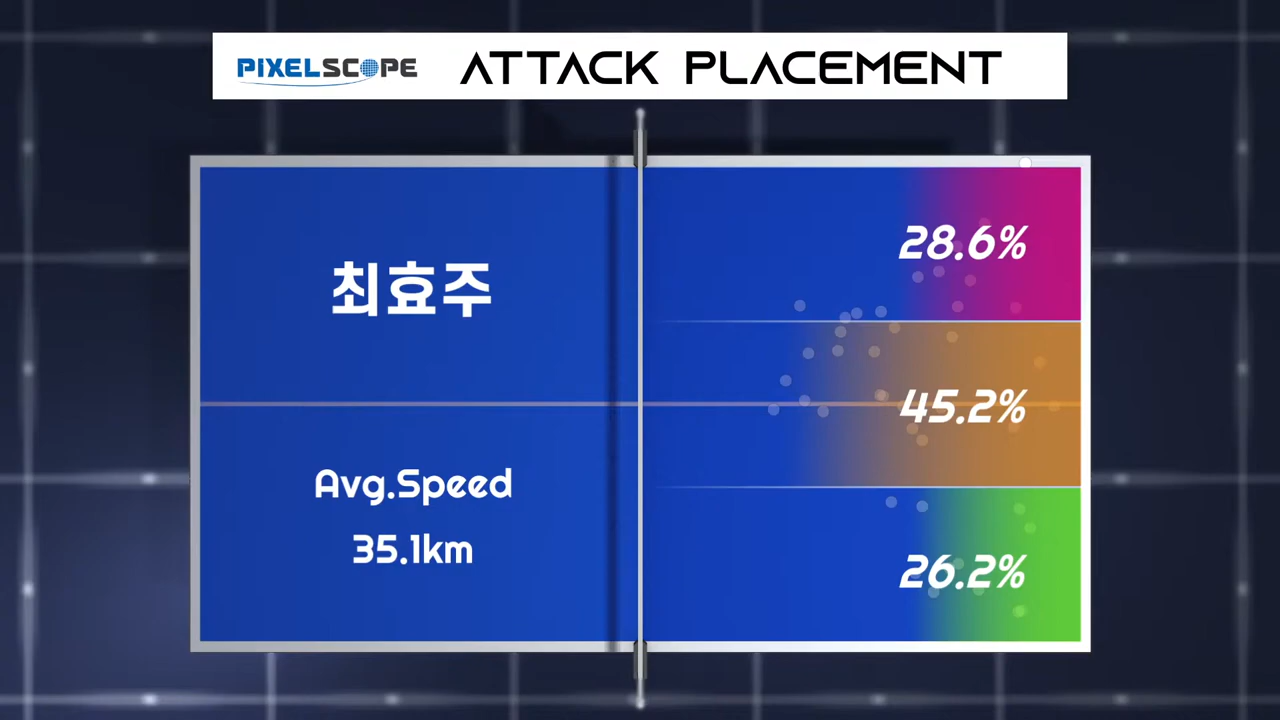 PIXELSCOPE ATTACK PLACEMENT
최효주
Avg.Speed
35.1km
28.6%
45.2%
26.2%